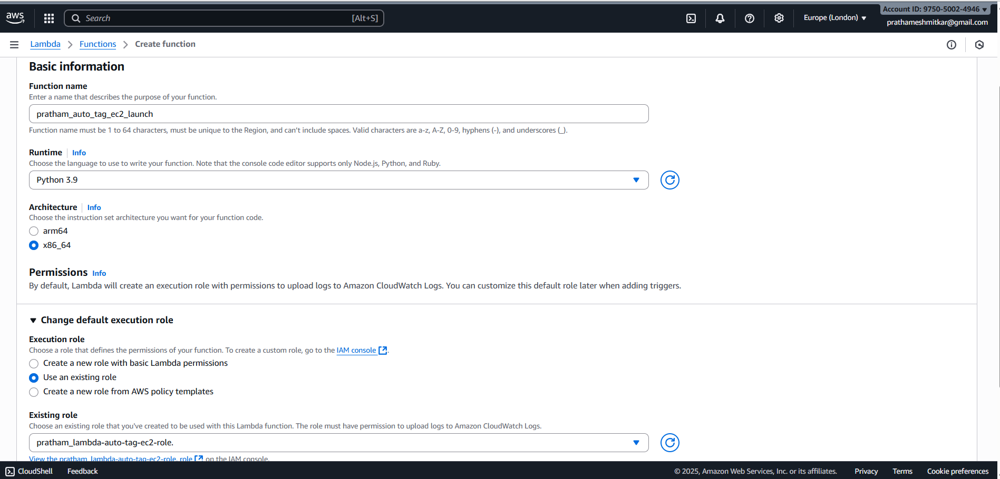 aws
Search
[Alt+S]
Europe (London)
Account ID: 9750-5002-4946
prathameshmitkar@gmail.com
Lambda
Functions
Create function
Basic information
Function name
Enter a name that describes the purpose of your function.
pratham_auto_tag_ec2_launch
Function name must be 1 to 64 characters, must be unique to the Region, and can't include spaces. Valid characters are a-z, A-Z, 0-9, hyphens (-), and underscores (_).
Runtime Info
Choose the language to use to write your function. Note that the console code editor supports only Node.js, Python, and Ruby.
Python 3.9
Architecture Info
Choose the instruction set architecture you want for your function code.
arm64
x86_64
Permissions Info
By default, Lambda will create an execution role with permissions to upload logs to Amazon CloudWatch Logs. You can customize this default role later when adding triggers.
Change default execution role
Execution role
Choose a role that defines the permissions of your function. To create a custom role, go to the IAM console.
Create a new role with basic Lambda permissions
Use an existing role
Create a new role from AWS policy templates
Existing role
Choose an existing role that you've created to be used with this Lambda function. The role must have permission to upload logs to Amazon CloudWatch Logs.
pratham_lambda-auto-tag-ec2-role.
View the pratham_lambda-auto-tag-ec2-role. role on the IAM console.
CloudShell
Feedback
© 2025, Amazon Web Services, Inc. or its affiliates.
Privacy
Terms
Cookie preferences